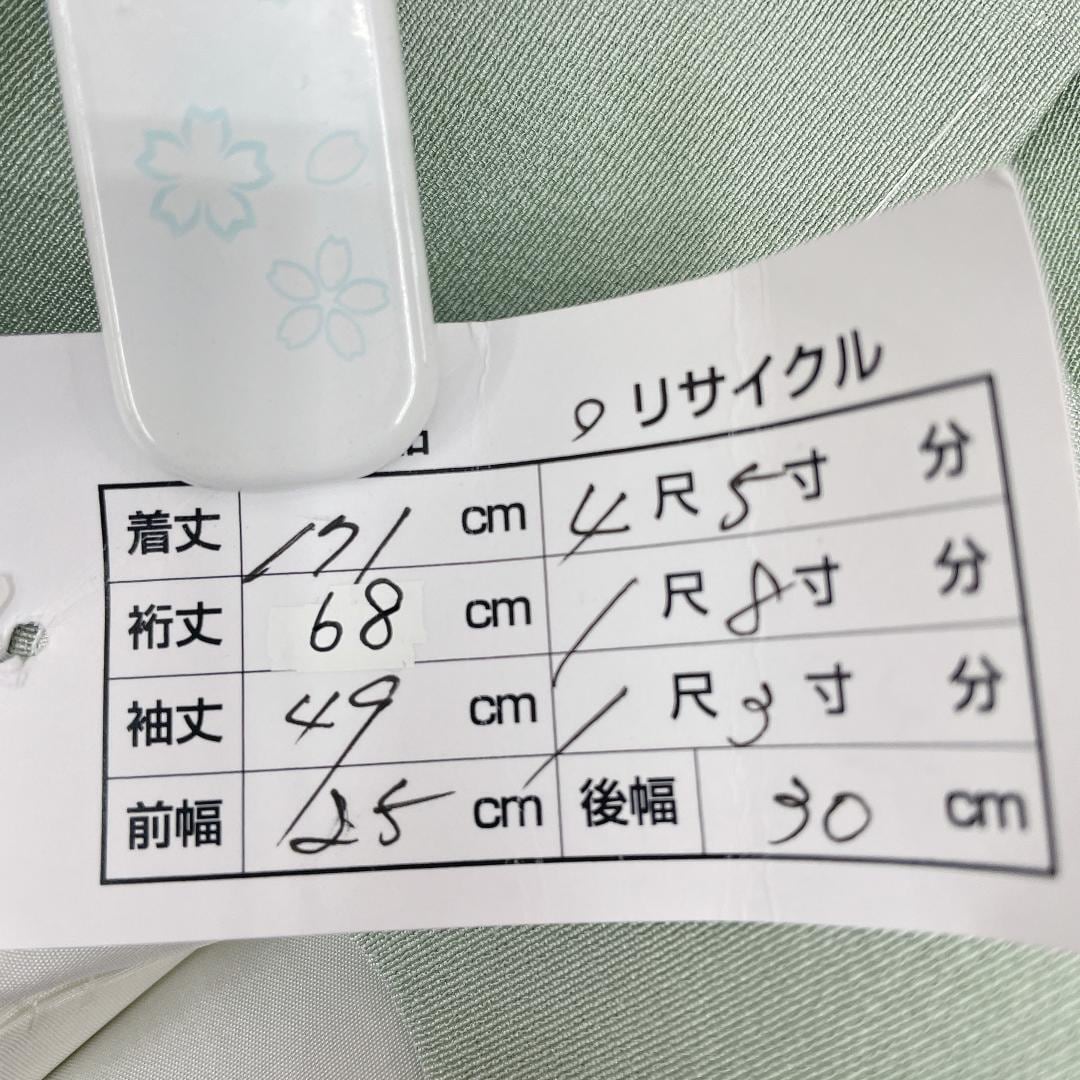 リサイクル
着丈 171 cm 4尺 5寸 分
裄丈 68 cm 1尺 8寸 分
袖丈 49 cm 1尺 3寸 分
前幅 25 cm 後幅 30 cm